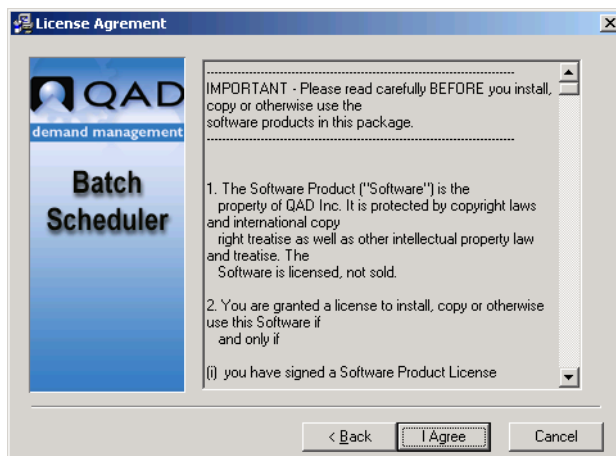 License Agrement
QAD
demand management
Batch
Scheduler
--------------------------------------------------------------------------------
IMPORTANT - Please read carefully BEFORE you install,
copy or otherwise use the
software products in this package.
--------------------------------------------------------------------------------
1. The Software Product ("Software") is the
property of QAD Inc. It is protected by copyright laws
and international copy
right treatise as well as other intellectual property law
and treatise. The
Software is licensed, not sold.
2. You are granted a license to install, copy or otherwise
use this Software if
and only if
(i) you have signed a Software Product License
< Back
I Agree
Cancel